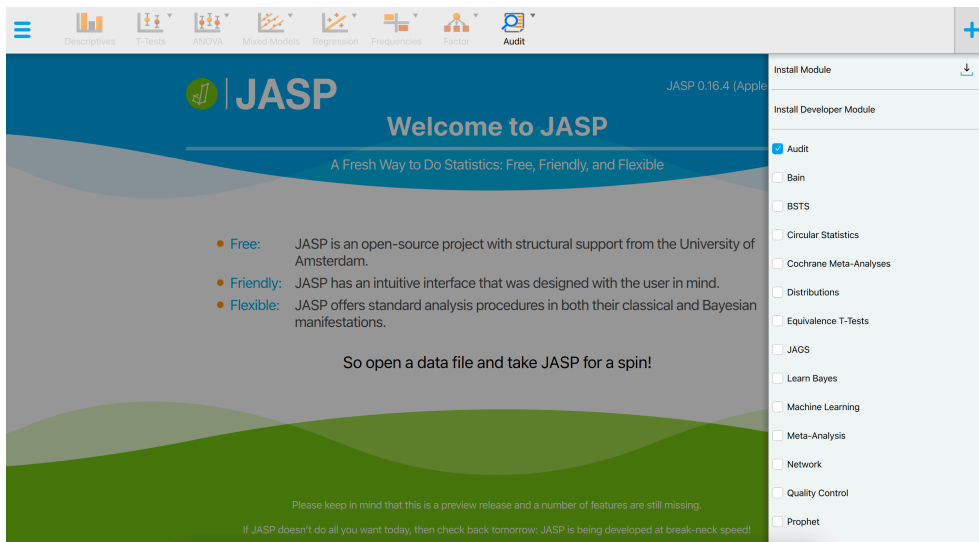 Descriptives T-Tests ANOVA Mixed Models Regression Frequencies Factor Audit
JASP
JASP 0.16.4 (Apple
Welcome to JASP
A Fresh Way to Do Statistics: Free, Friendly, and Flexible
Free: JASP is an open-source project with structural support from the University of
Amsterdam.
Friendly: JASP has an intuitive interface that was designed with the user in mind.
Flexible: JASP offers standard analysis procedures in both their classical and Bayesian
manifestations.
So open a data file and take JASP for a spin!
Please keep in mind that this is a preview release and a number of features are still missing.
If JASP doesn't do all you want today, then check back tomorrow: JASP is being developed at break-neck speed!
Install Module
Install Developer Module
Audit
Bain
BSTS
Circular Statistics
Cochrane Meta-Analyses
Distributions
Equivalence T-Tests
JAGS
Learn Bayes
Machine Learning
Meta-Analysis
Network
Quality Control
Prophet